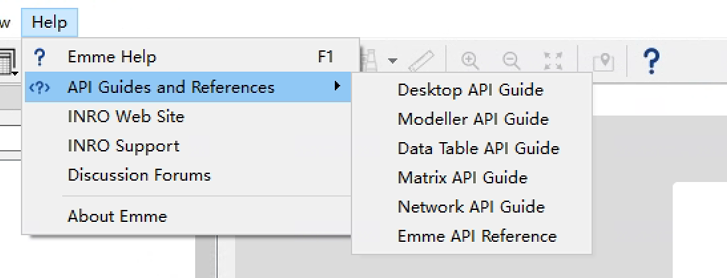 w Help
Emme Help F1
API Guides and References
INRO Web Site
INRO Support
Discussion Forums
About Emme
Desktop API Guide
Modeller API Guide
Data Table API Guide
Matrix API Guide
Network API Guide
Emme API Reference